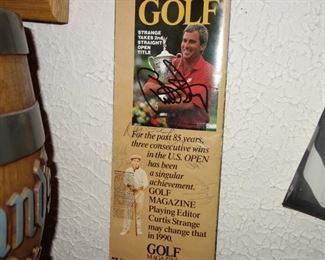 GOLF
STRANGE
TAKES 2nd
STRAIGHT
OPEN
TITLE
For the past 85 years,
three consecutive wins
in the U.S. OPEN
has been
a singular
achievement.
GOLF
MAGAZINE
Playing Editor
Curtis Strange
may change that
in 1990.
GOLF
MAGAZINE